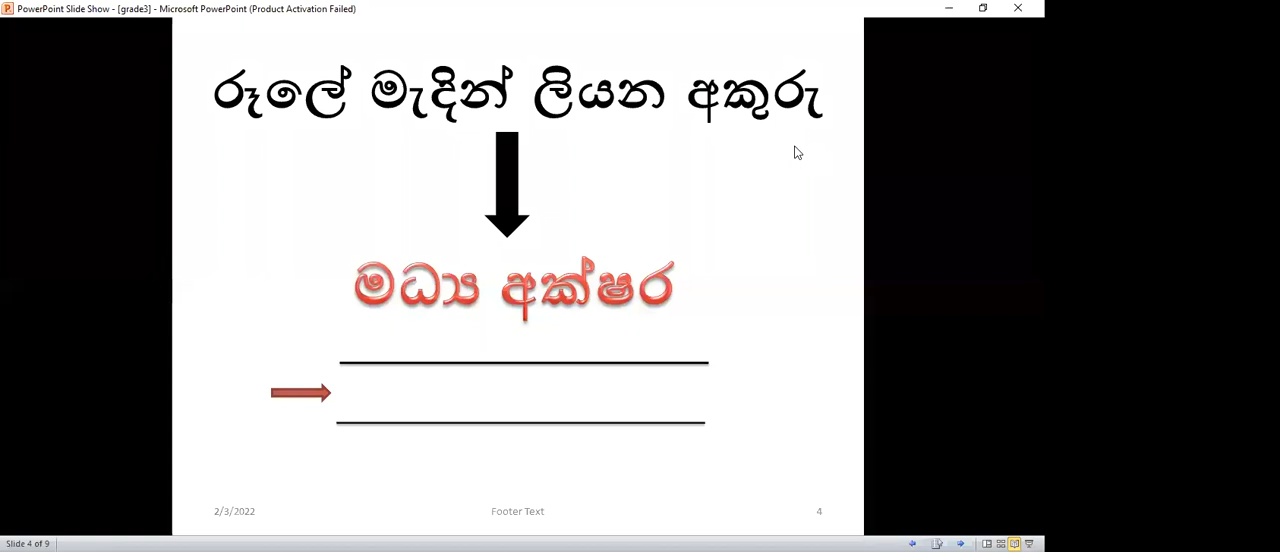 PowerPoint Slide Show - [grade3] - Microsoft PowerPoint (Product Activation Failed)
රූලේ මැදින් ලියන අකුරු
මධ්‍ය අක්ෂර
2/3/2022 Footer Text 4
Slide 4 of 9